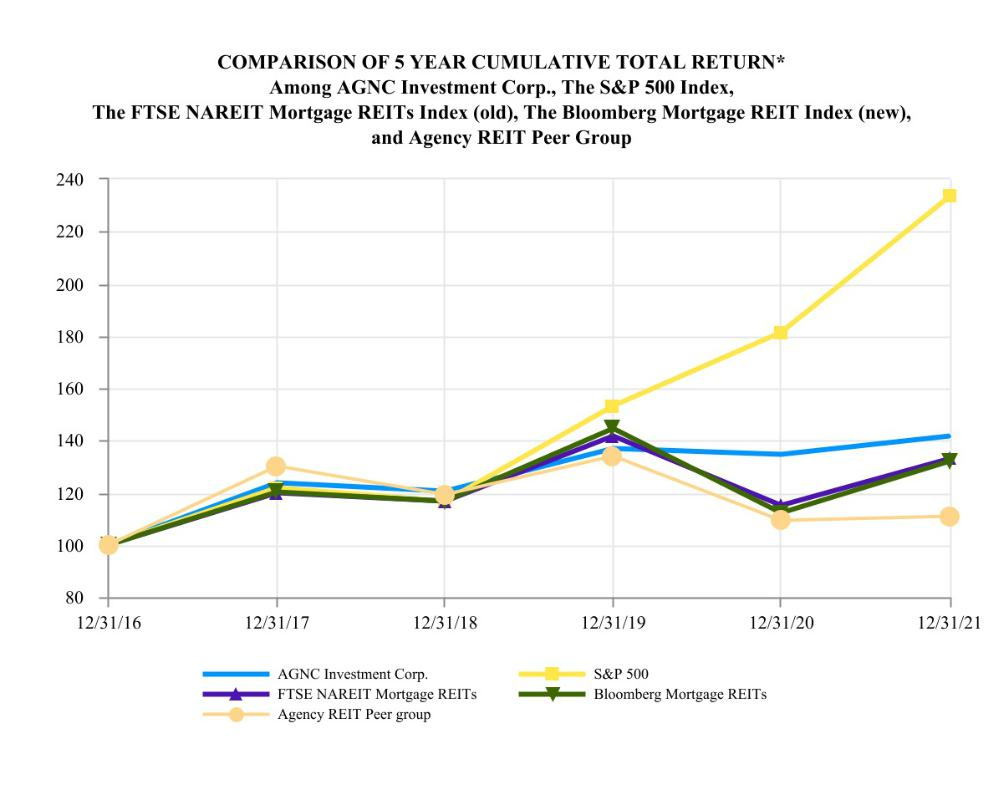 COMPARISON OF 5 YEAR CUMULATIVE TOTAL RETURN*
Among AGNC Investment Corp., The S&P 500 Index,
The FTSE NAREIT Mortgage REITs Index (old), The Bloomberg Mortgage REIT Index (new),
and Agency REIT Peer Group
240
220
200
180
160
140
120
100
80
12/31/16 12/31/17 12/31/18 12/31/19 12/31/20 12/31/21
AGNC Investment Corp. S&P 500
FTSE NAREIT Mortgage REITs Bloomberg Mortgage REITs
Agency REIT Peer group